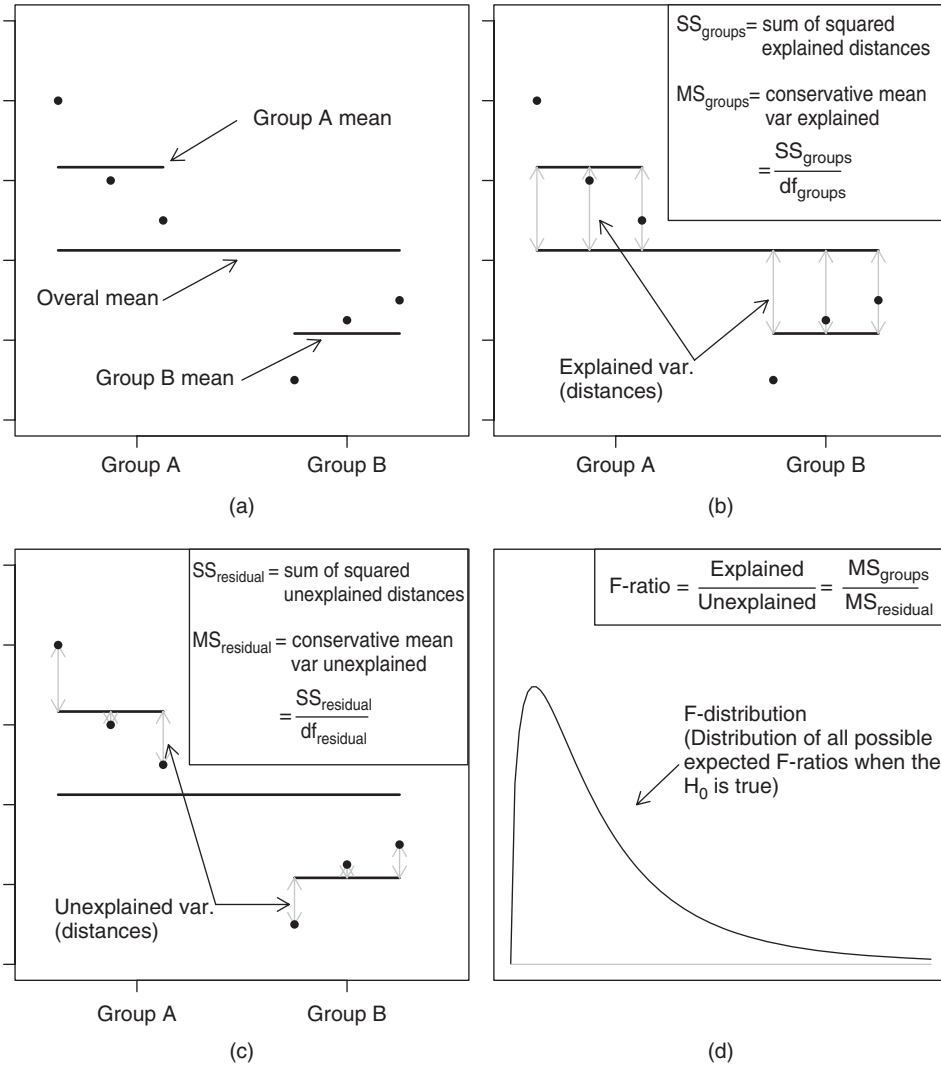 Group A mean
Overal mean
Group B mean
Group A Group B
(a)
SSgroups= sum of squared
explained distances
MSgroups= conservative mean
var explained
= SSgroups
dfgroups
Explained var.
(distances)
Group A Group B
(b)
SSresidual= sum of squared
unexplained distances
MSresidual= conservative mean
var unexplained
= SSresidual
dfresidual
Unexplained var.
(distances)
Group A Group B
(c)
F-ratio = Explained = MSgroups
Unexplained MSresidual
F-distribution
(Distribution of all possible
expected F-ratios when the
H0 is true)
(d)